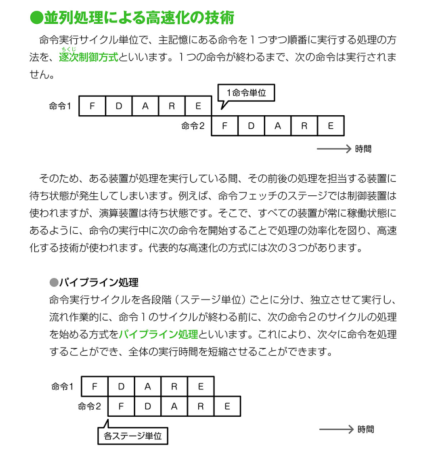 ●並列処理による高速化の技術
命令実行サイクル単位で、主記憶にある命令を１つずつ順番に実行する処理の方
法を、逐次制御方式といいます。１つの命令が終わるまで、次の命令は実行されま
せん。
命令1 F D A R E 1命令単位
命令2 F D A R E
時間
そのため、ある装置が処理を実行している間、その前後の処理を担当する装置に
待ち状態が発生してしまいます。例えば、命令フェッチのステージでは制御装置は
使われますが、演算装置は待ち状態です。そこで、すべての装置が常に稼働状態に
あるように、命令の実行中に次の命令を開始することで処理の効率化を図り、高速
化する技術が使われます。代表的な高速化の方式には次の３つがあります。
●パイプライン処理
命令実行サイクルを各段階（ステージ単位）ごとに分け、独立させて実行し、
流れ作業的に、命令１のサイクルが終わる前に、次の命令２のサイクルの処理
を始める方式をパイプライン処理といいます。これにより、次々に命令を処理
することができ、全体の実行時間を短縮させることができます。
命令1 F D A R E
命令2 F D A R E
各ステージ単位
時間